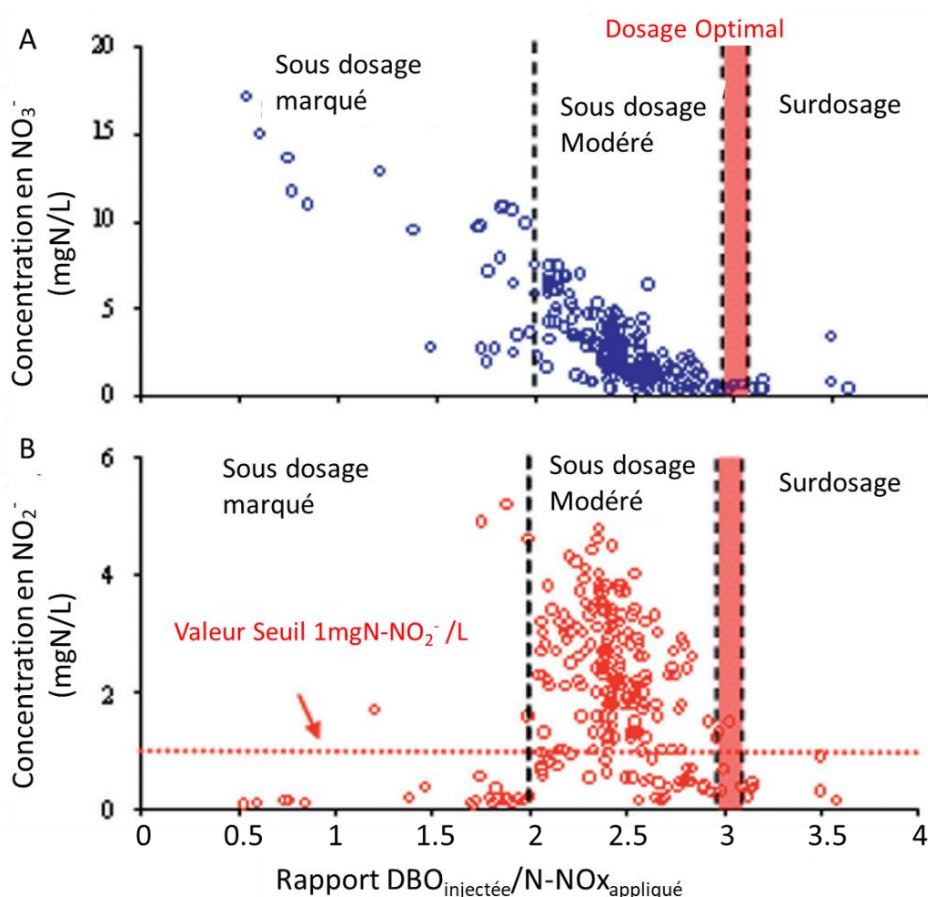 A
Dosage Optimal
20
Sous dosage
marqué
Sous dosage
Modéré
Surdosage
15
10
5
0
Concentration en NO₃⁻
(mgN/L)
B
6
Sous dosage
marqué
Sous dosage
Modéré
Surdosage
4
Valeur Seuil 1mgN-NO₂⁻ /L
2
0
Concentration en NO₂⁻
(mgN/L)
0 0.5 1 1.5 2 2.5 3 3.5 4
Rapport DBOinjectée/N-NOxappliqué